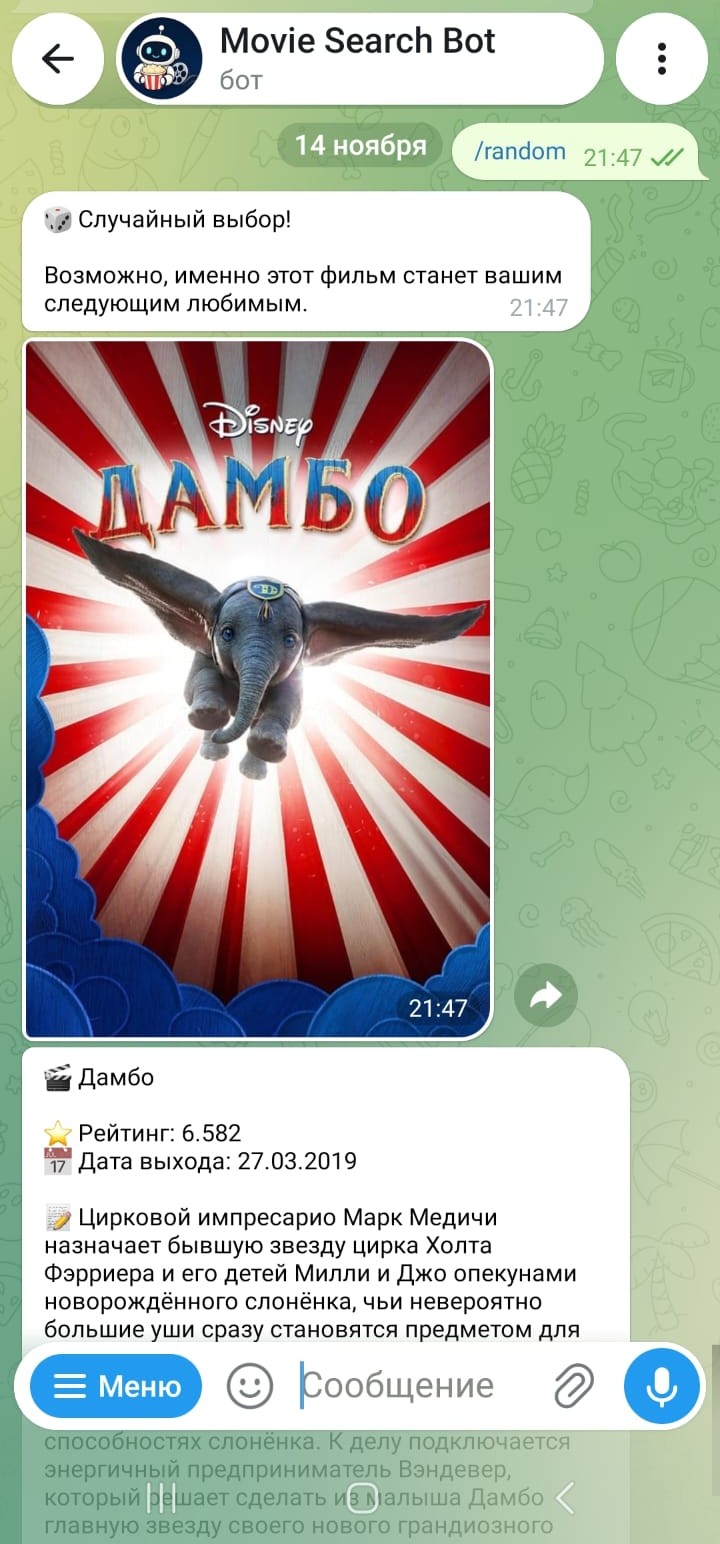 Movie Search Bot
бот
14 ноября
/random 21:47
🎲 Случайный выбор!
Возможно, именно этот фильм станет вашим
следующим любимым. 21:47
Disney
ДАМБО
21:47
🎬 Дамбо
⭐ Рейтинг: 6.582
📅 Дата выхода: 27.03.2019
📝 Цирковой импресарио Марк Медичи
назначает бывшую звезду цирка Холта
Фэрриера и его детей Милли и Джо опекунами
новорождённого слонёнка, чьи невероятно
большие уши сразу становятся предметом для
Меню Сообщение
способностях слонёнка. К делу подключается
энергичный предприниматель Вэндевер,
который решает сделать из малыша Дамбо
главную звезду своего нового грандиозного